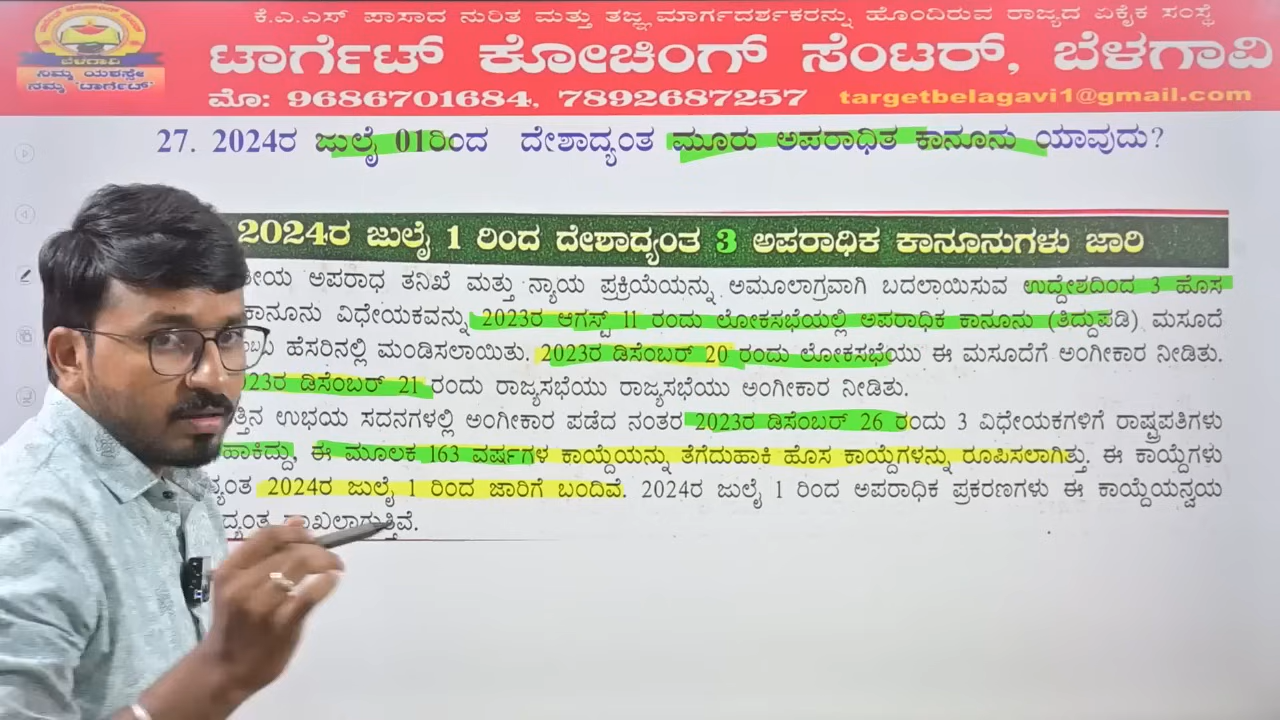 ಕೆ.ಎ.ಎಸ್ ಪಾಸಾದ ನುರಿತ ಮತ್ತು ತಜ್ಞ ಮಾರ್ಗದರ್ಶಕರನ್ನು ಹೊಂದಿರುವ ರಾಜ್ಯದ ಏಕೈಕ ಸಂಸ್ಥೆ
ಟಾರ್ಗೆಟ್ ಕೋಚಿಂಗ್ ಸೆಂಟರ್, ಬೆಳಗಾವಿ
ಬೆಳಗಾವಿ
ನಿಮ್ಮ ಯಶಸ್ಸೇ
ನಮ್ಮ "ಟಾರ್ಗೆಟ್"
ಮೊ: 9686701684, 7892687257 targetbelagavi1@gmail.com
27. 2024ರ ಜುಲೈ 01ರಿಂದ ದೇಶಾದ್ಯಂತ ಮೂರು ಅಪರಾಧಿತ ಕಾನೂನು ಯಾವುದು?
2024ರ ಜುಲೈ 1 ರಿಂದ ದೇಶಾದ್ಯಂತ 3 ಅಪರಾಧಿಕ ಕಾನೂನುಗಳು ಜಾರಿ
ಅಪರಾಧ ತನಿಖೆ ಮತ್ತು ನ್ಯಾಯ ಪ್ರಕ್ರಿಯೆಯನ್ನು ಅಮೂಲಾಗ್ರವಾಗಿ ಬದಲಾಯಿಸುವ ಉದ್ದೇಶದಿಂದ 3 ಹೊಸ
ಕಾನೂನು ವಿಧೇಯಕವನ್ನು 2023ರ ಆಗಸ್ಟ್ 11 ರಂದು ಲೋಕಸಭೆಯಲ್ಲಿ ಅಪರಾಧಿಕ ಕಾನೂನು (ತಿದ್ದುಪಡಿ) ಮಸೂದೆ
ಹೆಸರಿನಲ್ಲಿ ಮಂಡಿಸಲಾಯಿತು. 2023ರ ಡಿಸೆಂಬರ್ 20 ರಂದು ಲೋಕಸಭೆಯು ಈ ಮಸೂದೆಗೆ ಅಂಗೀಕಾರ ನೀಡಿತು.
ಡಿಸೆಂಬರ್ 21 ರಂದು ರಾಜ್ಯಸಭೆಯು ರಾಜ್ಯಸಭೆಯು ಅಂಗೀಕಾರ ನೀಡಿತು.
ಉಭಯ ಸದನಗಳಲ್ಲಿ ಅಂಗೀಕಾರ ಪಡೆದ ನಂತರ 2023ರ ಡಿಸೆಂಬರ್ 26 ರಂದು 3 ವಿಧೇಯಕಗಳಿಗೆ ರಾಷ್ಟ್ರಪತಿಗಳು
ಈ ಮೂಲಕ 163 ವರ್ಷಗಳ ಕಾಯ್ದೆಯನ್ನು ತೆಗೆದುಹಾಕಿ ಹೊಸ ಕಾಯ್ದೆಗಳನ್ನು ರೂಪಿಸಲಾಗಿತ್ತು. ಈ ಕಾಯ್ದೆಗಳು
2024ರ ಜುಲೈ 1 ರಿಂದ ಜಾರಿಗೆ ಬಂದಿವೆ. 2024ರ ಜುಲೈ 1 ರಿಂದ ಅಪರಾಧಿಕ ಪ್ರಕರಣಗಳು ಈ ಕಾಯ್ದೆಯನ್ವಯ